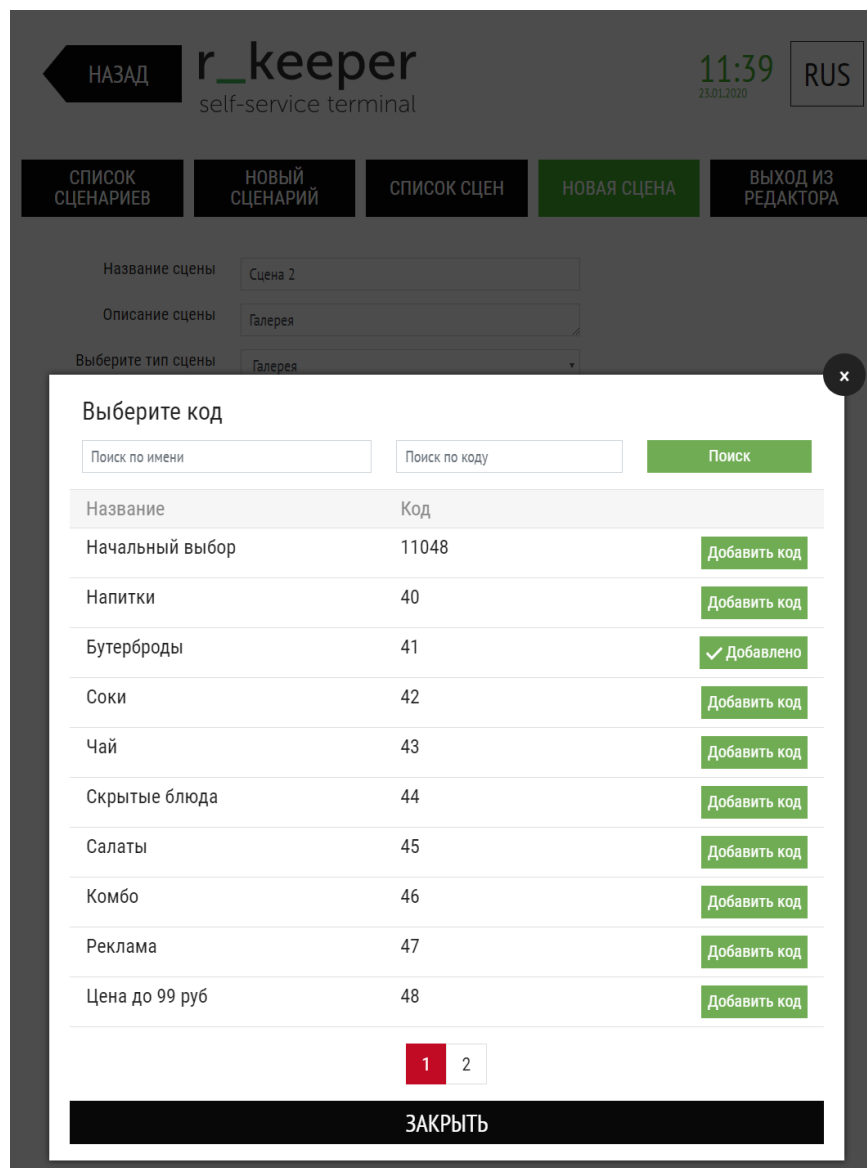 НАЗАД
r_keeper
self-service terminal
11:39
23.01.2020
RUS
СПИСОК СЦЕНАРИЕВ
НОВЫЙ СЦЕНАРИЙ
СПИСОК СЦЕН
НОВАЯ СЦЕНА
ВЫХОД ИЗ РЕДАКТОРА
Название сцены Сцена 2
Описание сцены Галерея
Выберите тип сцены Галерея
x
Выберите код
Поиск по имени Поиск по коду Поиск
Название Код
Начальный выбор 11048 Добавить код
Напитки 40 Добавить код
Бутерброды 41 ✓ Добавлено
Соки 42 Добавить код
Чай 43 Добавить код
Скрытые блюда 44 Добавить код
Салаты 45 Добавить код
Комбо 46 Добавить код
Реклама 47 Добавить код
Цена до 99 руб 48 Добавить код
1 2
ЗАКРЫТЬ